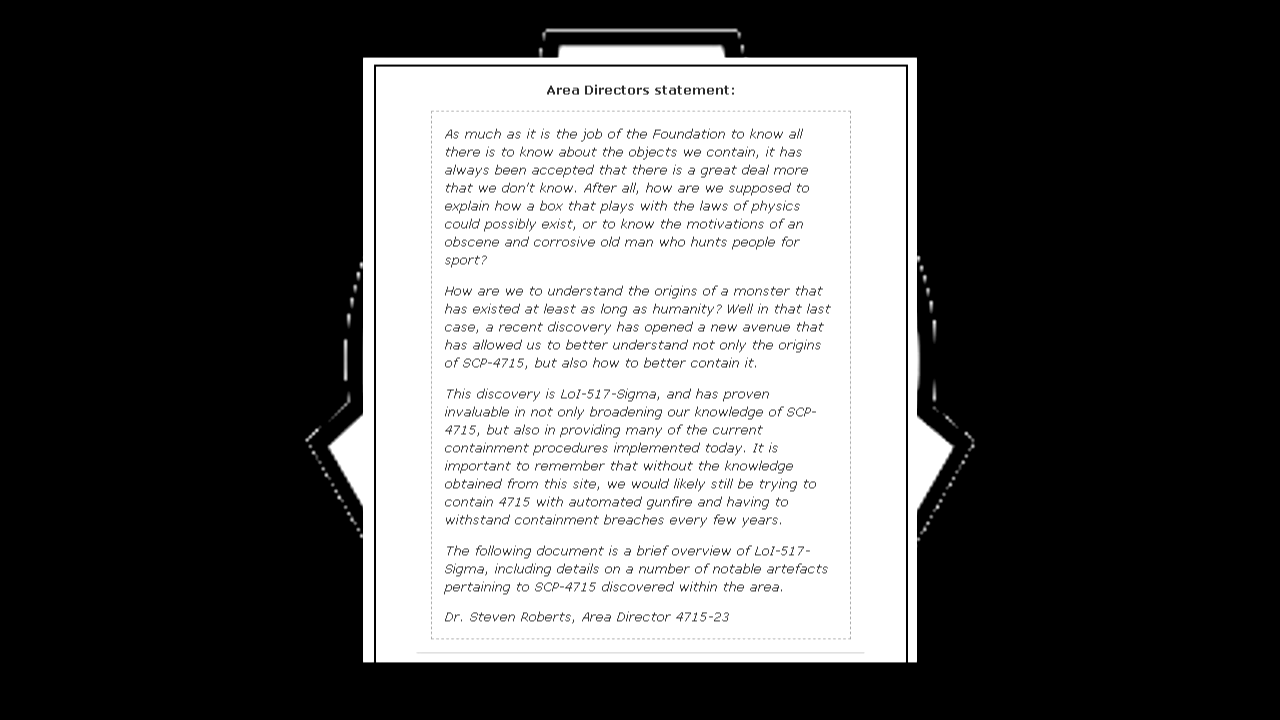 Area Directors statement:
As much as it is the job of the Foundation to know all
there is to know about the objects we contain, it has
always been accepted that there is a great deal more
that we don't know. After all, how are we supposed to
explain how a box that plays with the laws of physics
could possibly exist, or to know the motivations of an
obscene and corrosive old man who hunts people for
sport?
How are we to understand the origins of a monster that
has existed at least as long as humanity? Well in that last
case, a recent discovery has opened a new avenue that
has allowed us to better understand not only the origins
of SCP-4715, but also how to better contain it.
This discovery is LoI-517-Sigma, and has proven
invaluable in not only broadening our knowledge of SCP-
4715, but also in providing many of the current
containment procedures implemented today. It is
important to remember that without the knowledge
obtained from this site, we would likely still be trying to
contain 4715 with automated gunfire and having to
withstand containment breaches every few years.
The following document is a brief overview of LoI-517-
Sigma, including details on a number of notable artefacts
pertaining to SCP-4715 discovered within the area.
Dr. Steven Roberts, Area Director 4715-23